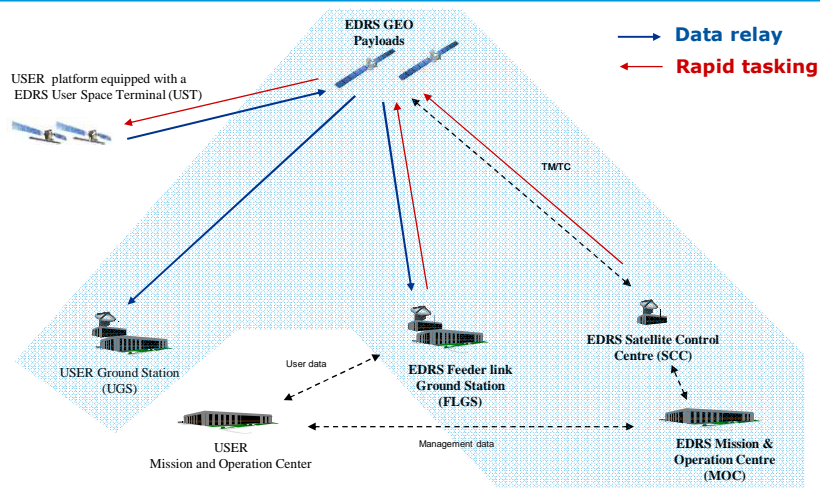 EDRS GEO
Payloads
Data relay
Rapid tasking
USER platform equipped with a
EDRS User Space Terminal (UST)
TM/TC
USER Ground Station
(UGS)
User data
EDRS Feeder link
Ground Station
(FLGS)
EDRS Satellite Control
Centre (SCC)
USER
Mission and Operation Center
Management data
EDRS Mission &
Operation Centre
(MOC)